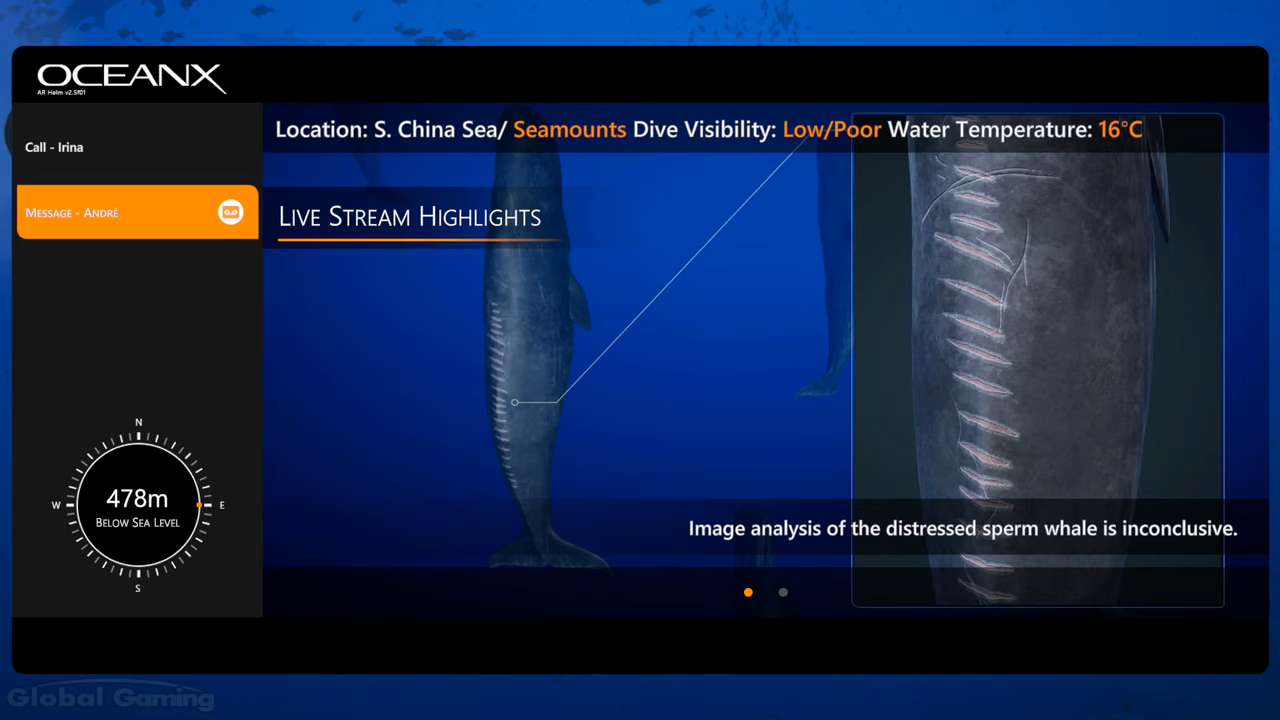 OCEANX
AR Helm v2.5f01
Location: S. China Sea/ Seamounts Dive Visibility: Low/Poor Water Temperature: 16°C
Call - Irina
Message - André
Live Stream Highlights
N
W
478m
E
Below Sea Level
S
Image analysis of the distressed sperm whale is inconclusive.
Global Gaming